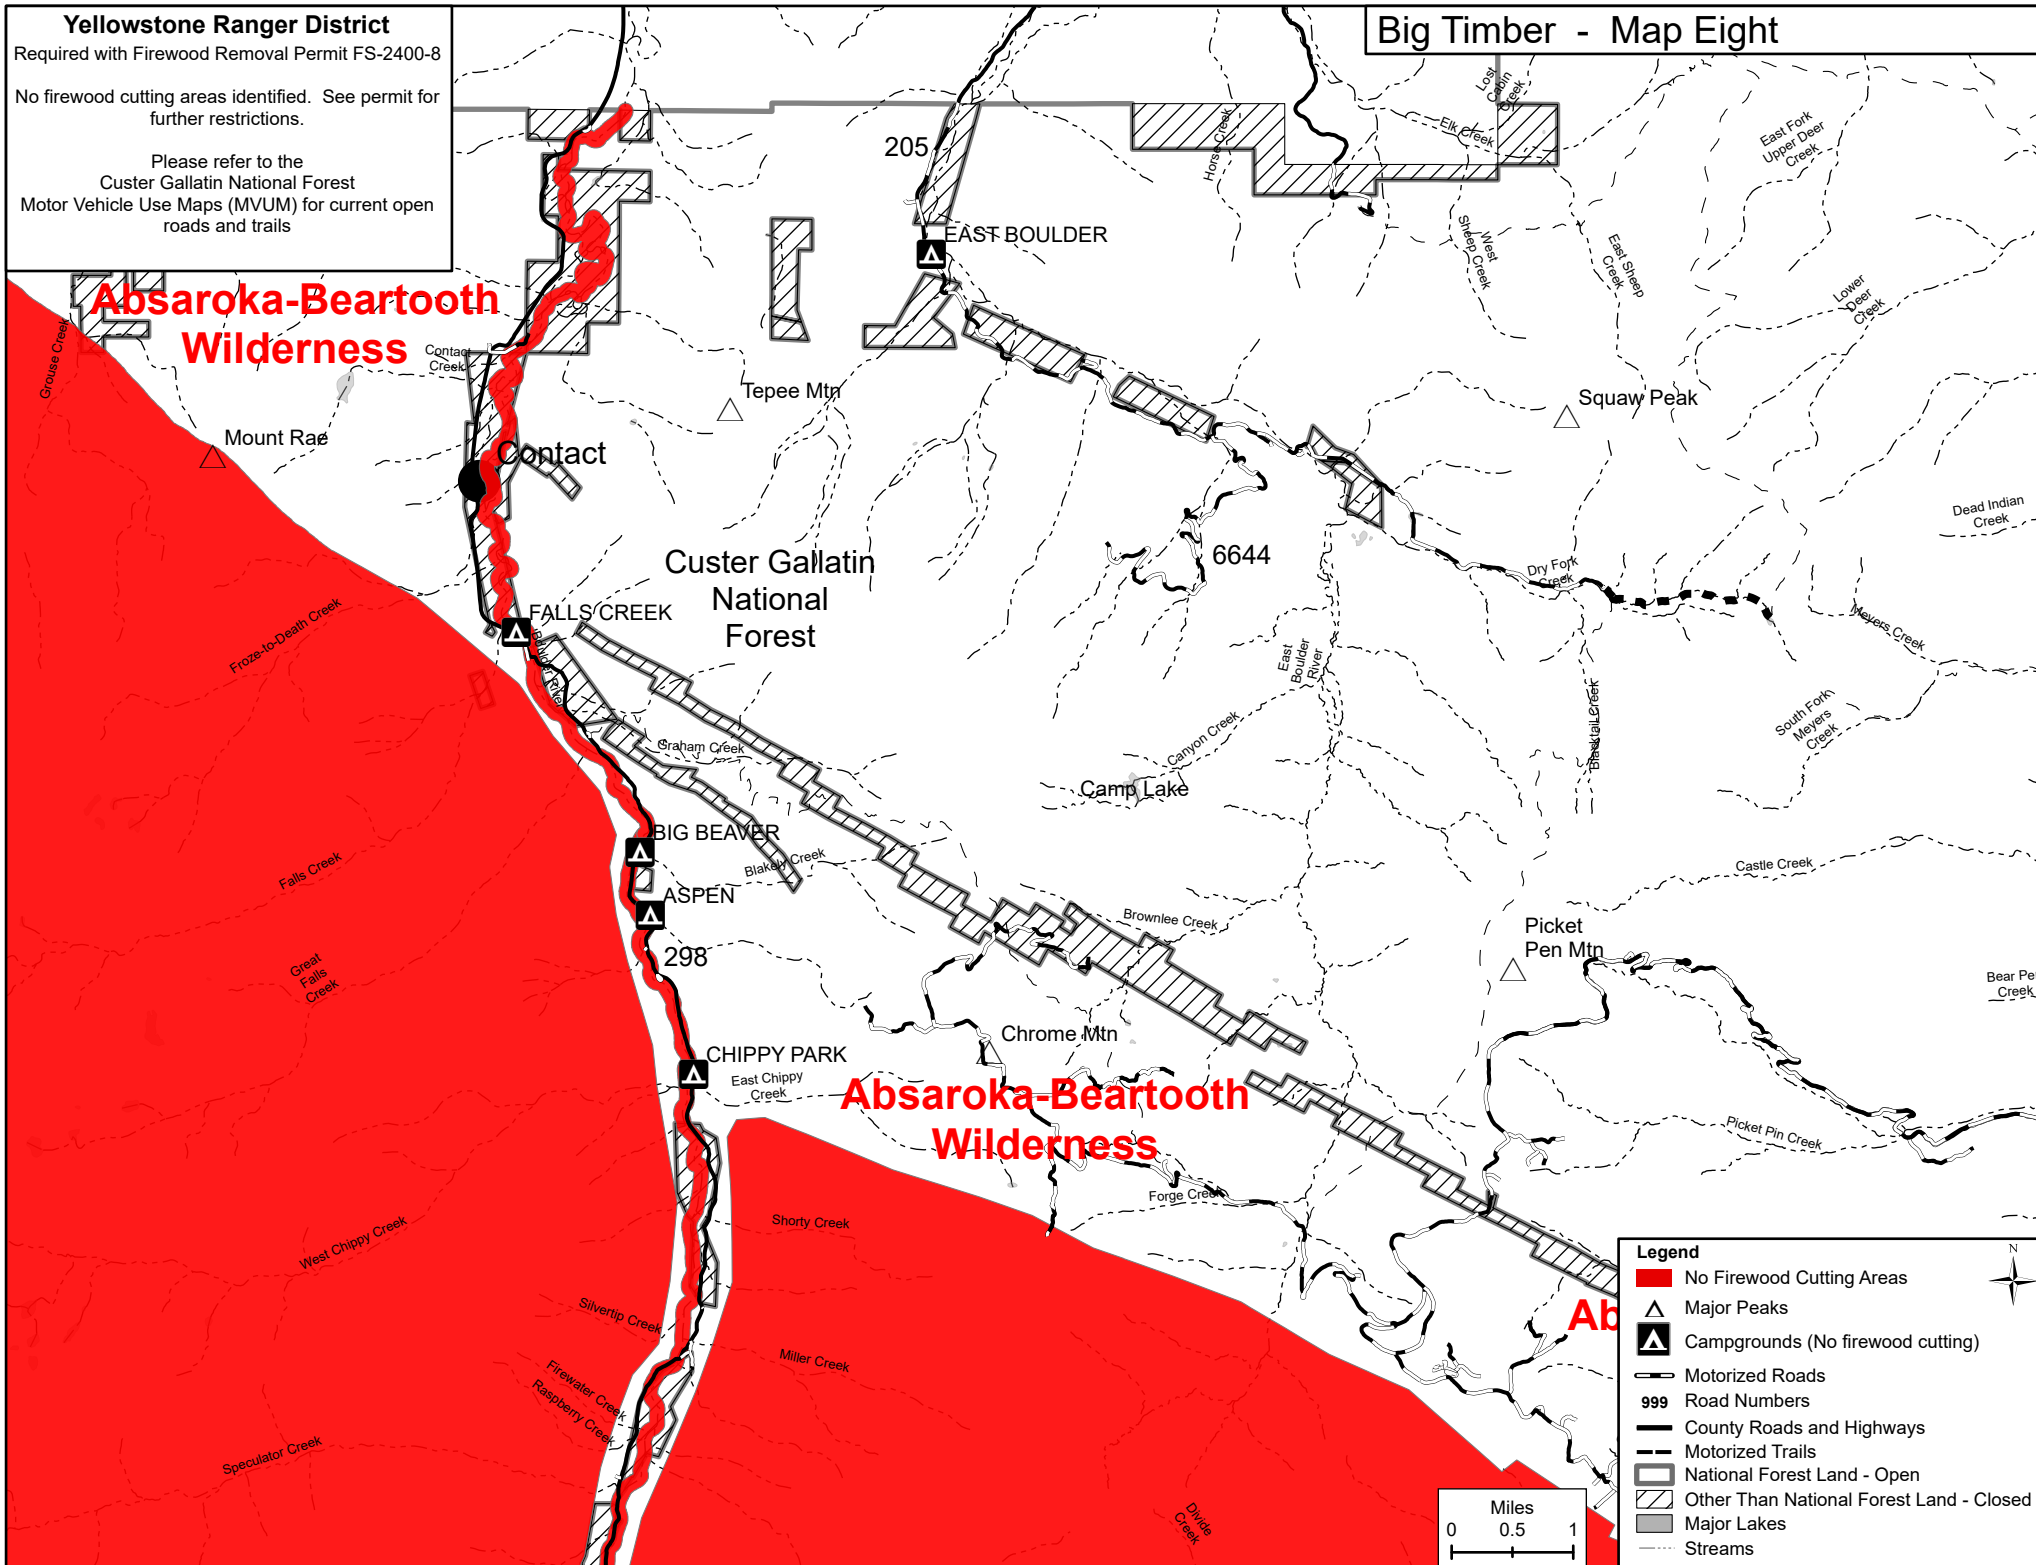 Yellowstone Ranger District
Required with Firewood Removal Permit FS-2400-8
No firewood cutting areas identified.  See permit for
further restrictions.
Please refer to the
Custer Gallatin National Forest
Motor Vehicle Use Maps (MVUM) for current open
roads and trails
Big Timber  -  Map Eight
Lost
Cabin
Creek
Elk Creek
East Fork
Upper Deer
Creek
Horse Creek
205
EAST BOULDER
West
Sheep Creek
East Sheep
Creek
Lower
Deer
Creek
Absaroka-Beartooth
Wilderness
Grouse Creek
Contact
Creek
Tepee Mtn
Squaw Peak
Mount Rae
Contact
Dead Indian
Creek
Custer Gallatin
National
Forest
6644
Dry Fork
Creek
Froze-to-Death Creek
FALLS CREEK
Boulder River
Meyers Creek
East
Boulder
River
Blacktail Creek
South Fork
Meyers
Creek
Graham Creek
Canyon Creek
Camp Lake
BIG BEAVER
Blakely Creek
Falls Creek
Castle Creek
ASPEN
Brownlee Creek
Picket
Pen Mtn
298
Great
Falls
Creek
Bear Pe
Creek
Chrome Mtn
CHIPPY PARK
East Chippy
Creek
Absaroka-Beartooth
Wilderness
Picket Pin Creek
Forge Creek
West Chippy Creek
Shorty Creek
Silvertip Creek
Ab
Miller Creek
Firewater Creek
Raspberry Creek
Speculator Creek
Divide
Creek
Miles
0 0.5 1
Legend
N
No Firewood Cutting Areas
Major Peaks
Campgrounds (No firewood cutting)
Motorized Roads
999 Road Numbers
County Roads and Highways
Motorized Trails
National Forest Land - Open
Other Than National Forest Land - Closed
Major Lakes
Streams